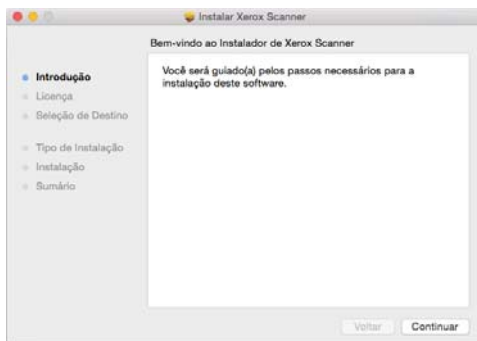 Instalar Xerox Scanner
Bem-vindo ao Instalador de Xerox Scanner
Introdução
Licença
Seleção de Destino
Tipo de Instalação
Instalação
Sumário
Você será guiado(a) pelos passos necessários para a
instalação deste software.
Voltar
Continuar